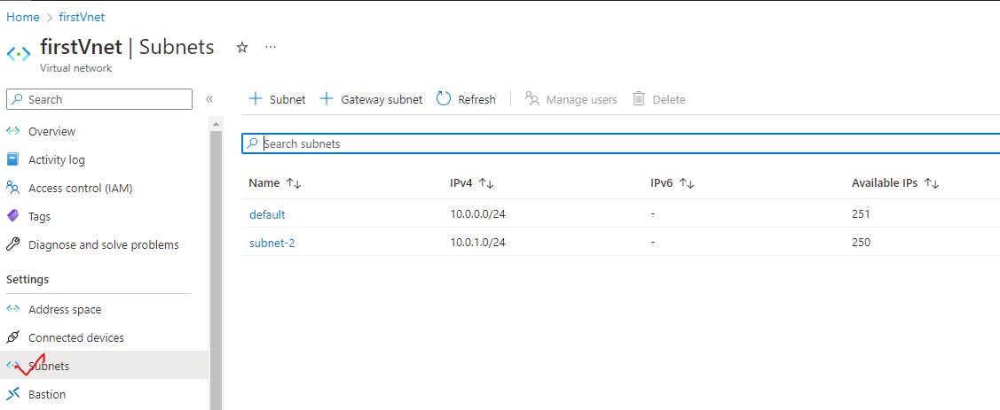 Home > firstVnet
firstVnet | Subnets ☆ ···
Virtual network
Search «
Overview
Activity log
Access control (IAM)
Tags
Diagnose and solve problems
Settings
Address space
Connected devices
Subnets
Bastion
+ Subnet + Gateway subnet Refresh Manage users Delete
Search subnets
Name ↑↓ IPv4 ↑↓ IPv6 ↑↓ Available IPs ↑↓
default 10.0.0.0/24 - 251
subnet-2 10.0.1.0/24 - 250